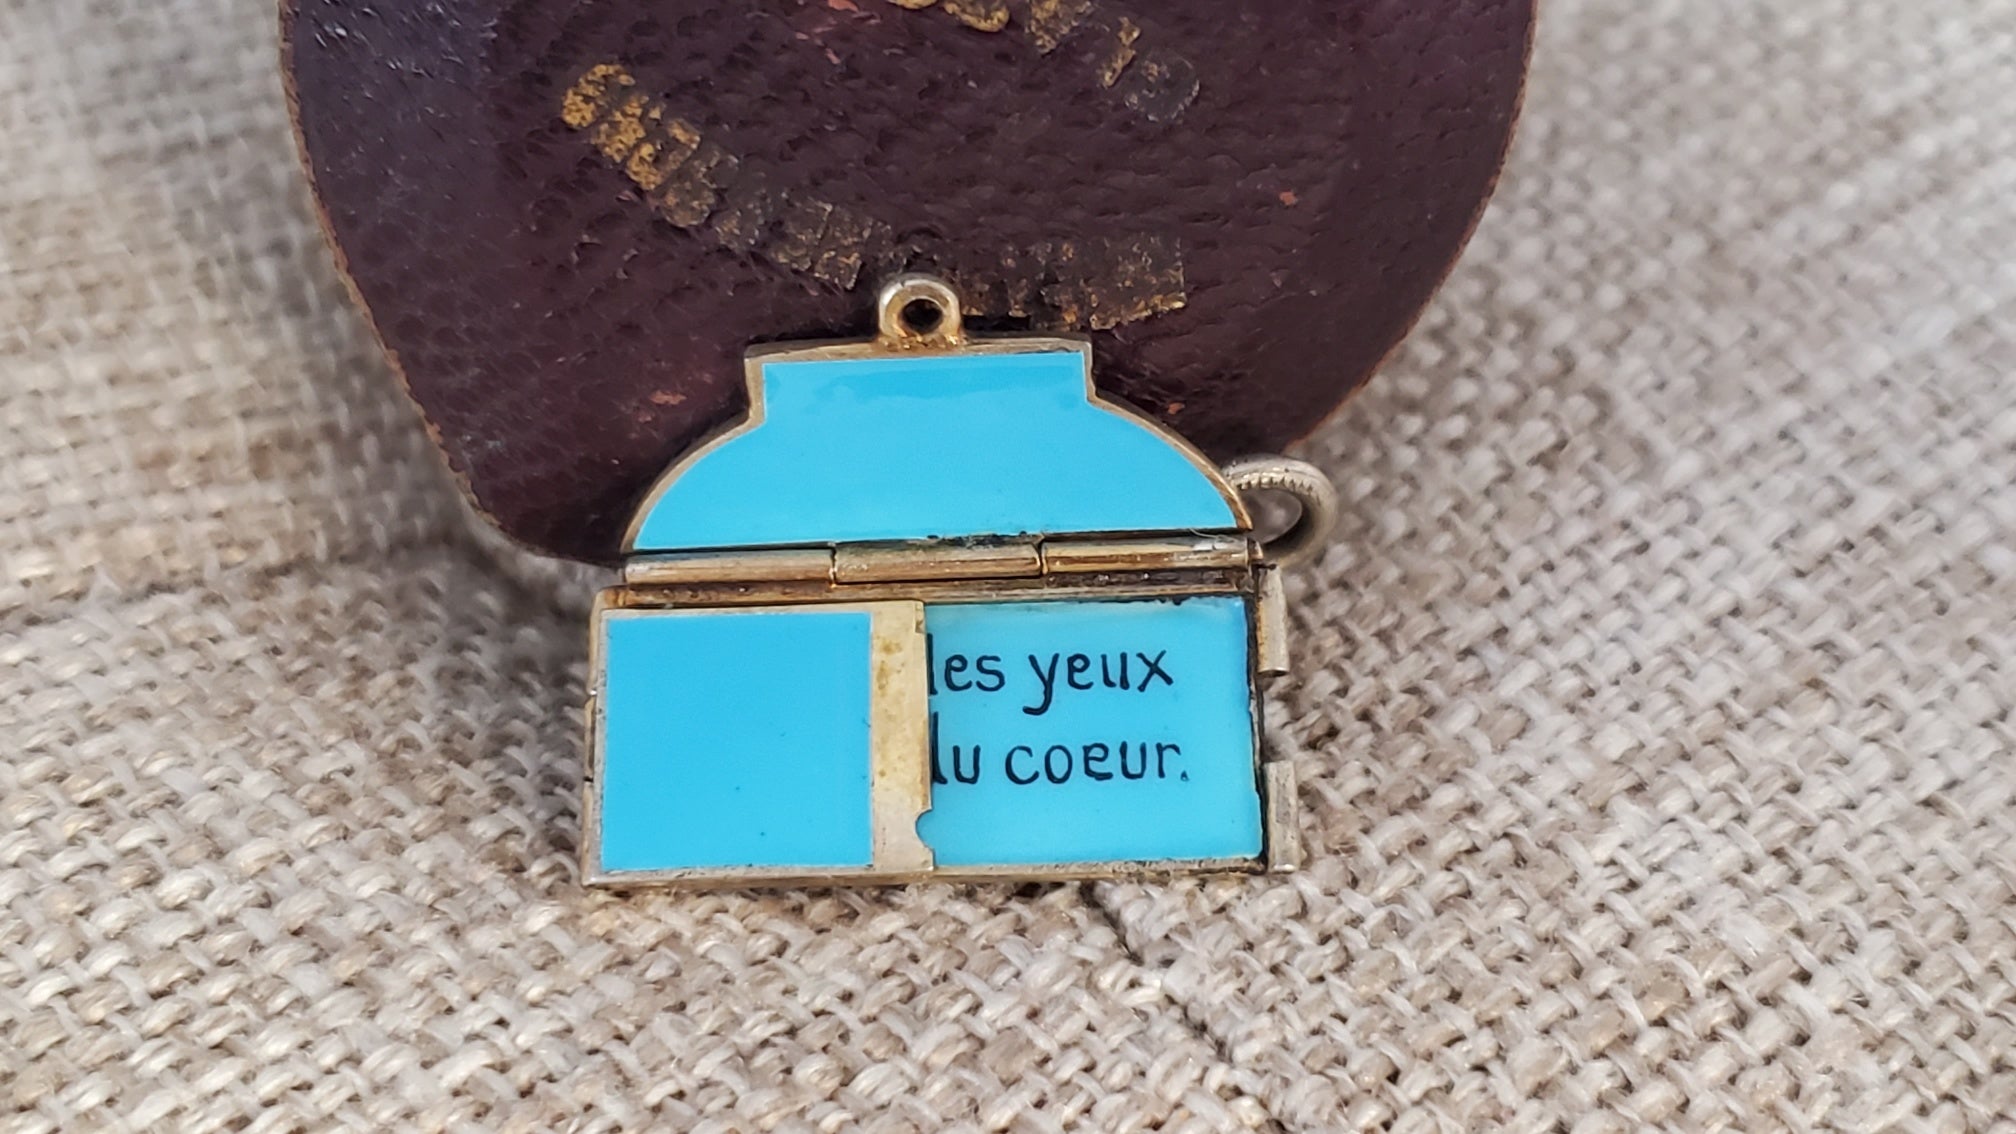 les yeux
du coeur.